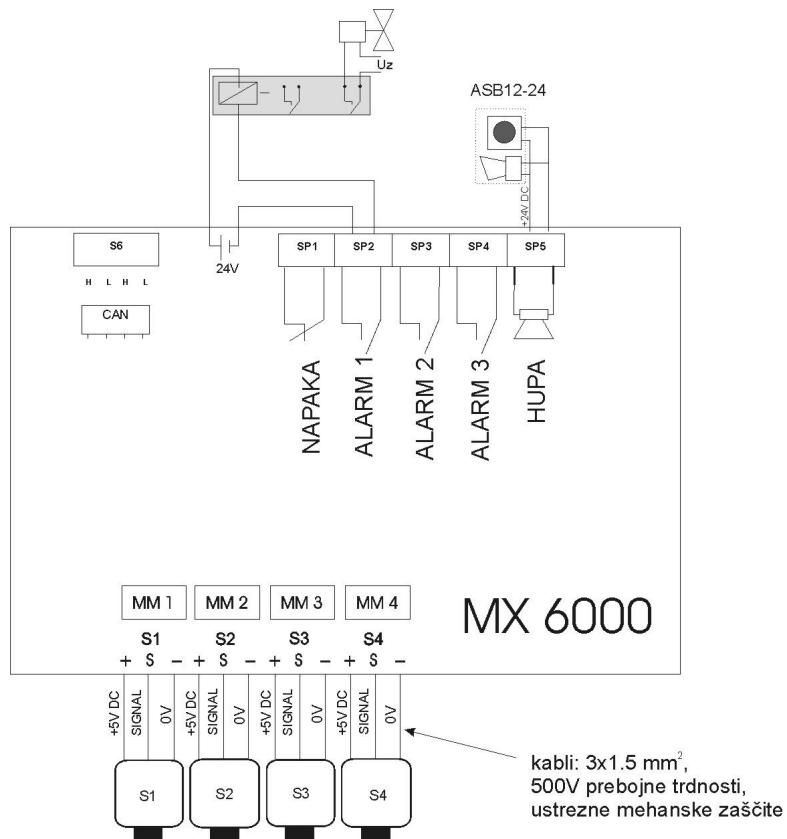 Uz
ASB12-24
+24V DC
S6
SP1
SP2
SP3
SP4
SP5
24V
H L H L
CAN
NAPAKA
ALARM 1
ALARM 2
ALARM 3
HUPA
MM 1
MM 2
MM 3
MM 4
MX 6000
S1
S2
S3
S4
+ S −
+ S −
+ S −
+ S −
+5V DC
SIGNAL
0V
+5V DC
SIGNAL
0V
+5V DC
SIGNAL
0V
+5V DC
SIGNAL
0V
S1
S2
S3
S4
kabli: 3x1.5 mm²,
500V prebojne trdnosti,
ustrezne mehanske zaščite